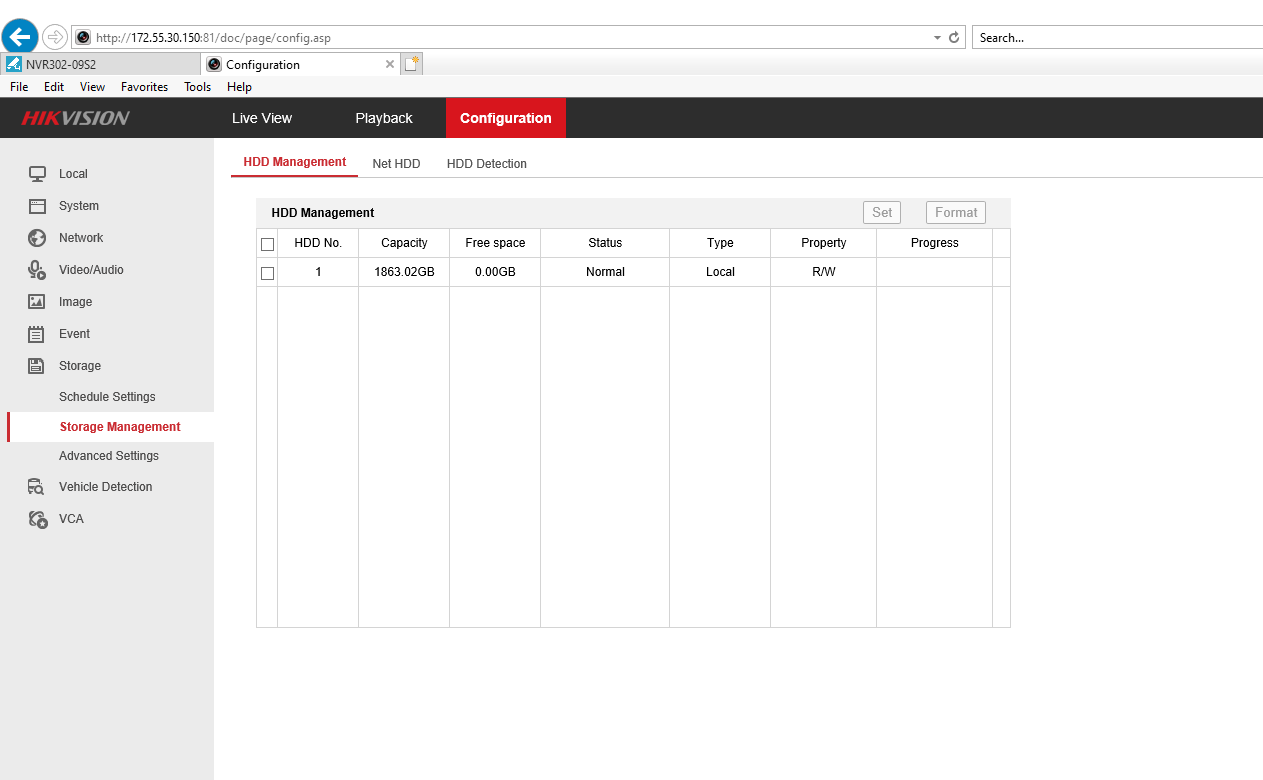 http://172.55.30.150:81/doc/page/config.asp
Search...
NVR302-09S2
Configuration
File Edit View Favorites Tools Help
HIKVISION
Live View Playback Configuration
Local
System
Network
Video/Audio
Image
Event
Storage
Schedule Settings
Storage Management
Advanced Settings
Vehicle Detection
VCA
HDD Management Net HDD HDD Detection
HDD Management Set Format
HDD No. Capacity Free space Status Type Property Progress
1 1863.02GB 0.00GB Normal Local R/W